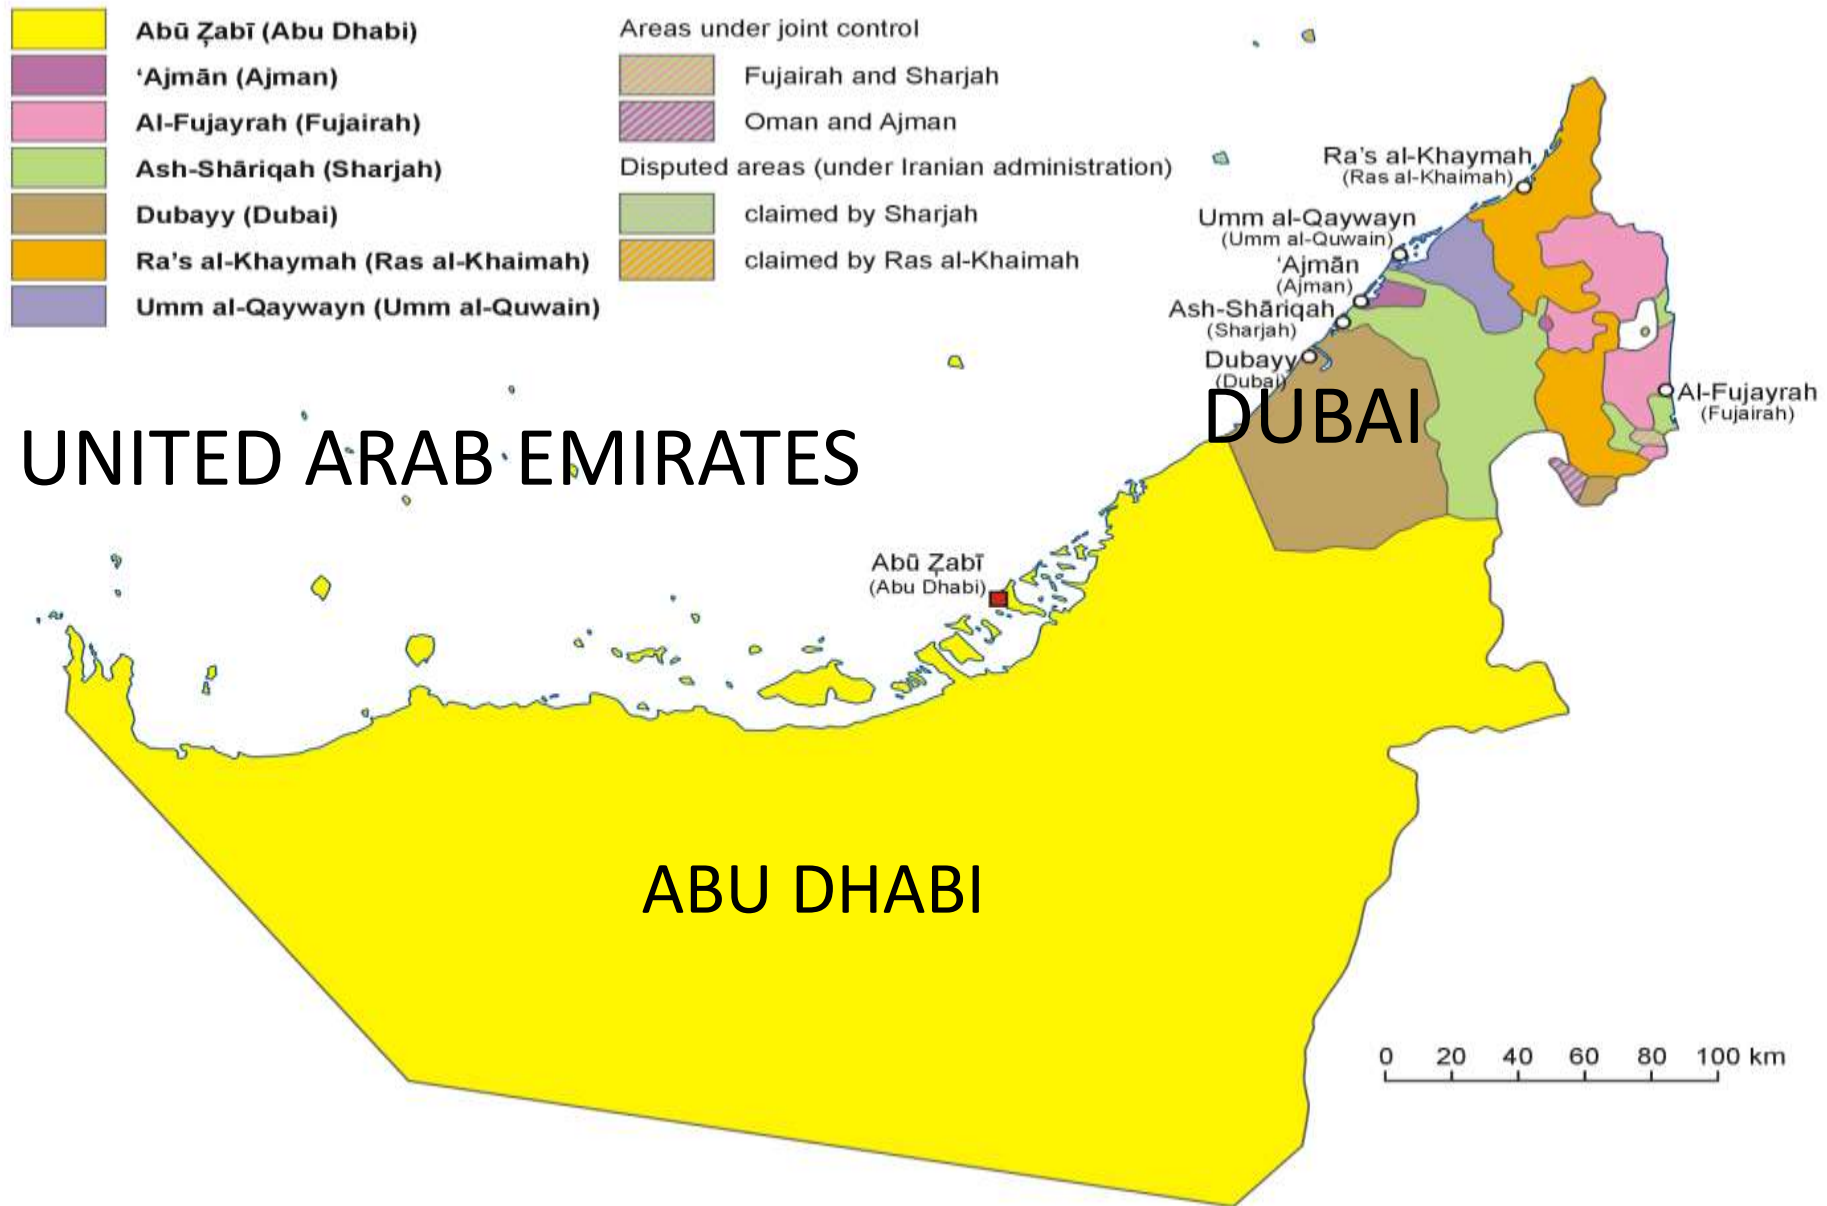 Abū Z̧abī (Abu Dhabi)
‘Ajmān (Ajman)
Al-Fujayrah (Fujairah)
Ash-Shāriqah (Sharjah)
Dubayy (Dubai)
Ra’s al-Khaymah (Ras al-Khaimah)
Umm al-Qaywayn (Umm al-Quwain)
Areas under joint control
Fujairah and Sharjah
Oman and Ajman
Disputed areas (under Iranian administration)
claimed by Sharjah
claimed by Ras al-Khaimah
Ra’s al-Khaymah
(Ras al-Khaimah)
Umm al-Qaywayn
(Umm al-Quwain)
‘Ajmān
(Ajman)
Ash-Shāriqah
(Sharjah)
Dubayy
(Dubai)
DUBAI
Al-Fujayrah
(Fujairah)
UNITED ARAB EMIRATES
Abū Z̧abī
(Abu Dhabi)
ABU DHABI
0 20 40 60 80 100 km